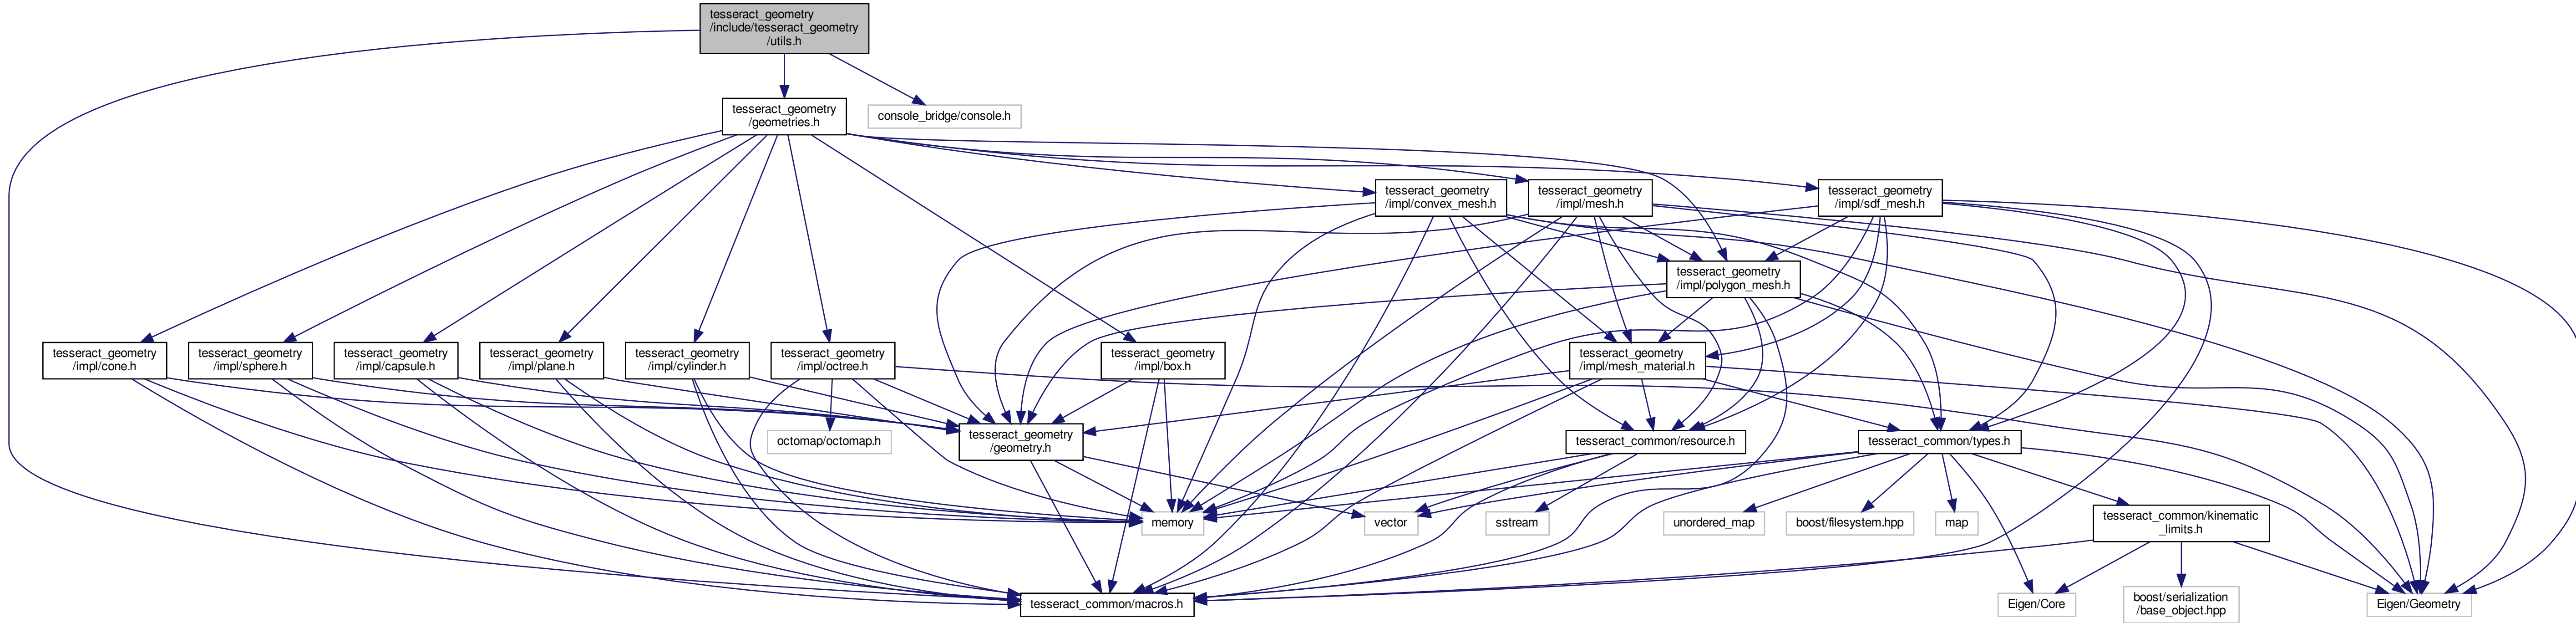 tesseract_geometry
/include/tesseract_geometry
/utils.h
tesseract_geometry
/geometries.h
console_bridge/console.h
tesseract_geometry
/impl/convex_mesh.h
tesseract_geometry
/impl/mesh.h
tesseract_geometry
/impl/sdf_mesh.h
tesseract_geometry
/impl/polygon_mesh.h
tesseract_geometry
/impl/cone.h
tesseract_geometry
/impl/sphere.h
tesseract_geometry
/impl/capsule.h
tesseract_geometry
/impl/plane.h
tesseract_geometry
/impl/cylinder.h
tesseract_geometry
/impl/octree.h
tesseract_geometry
/impl/box.h
tesseract_geometry
/impl/mesh_material.h
octomap/octomap.h
tesseract_geometry
/geometry.h
tesseract_common/resource.h
tesseract_common/types.h
memory
vector
sstream
unordered_map
boost/filesystem.hpp
map
tesseract_common/kinematic
_limits.h
tesseract_common/macros.h
Eigen/Core
boost/serialization
/base_object.hpp
Eigen/Geometry